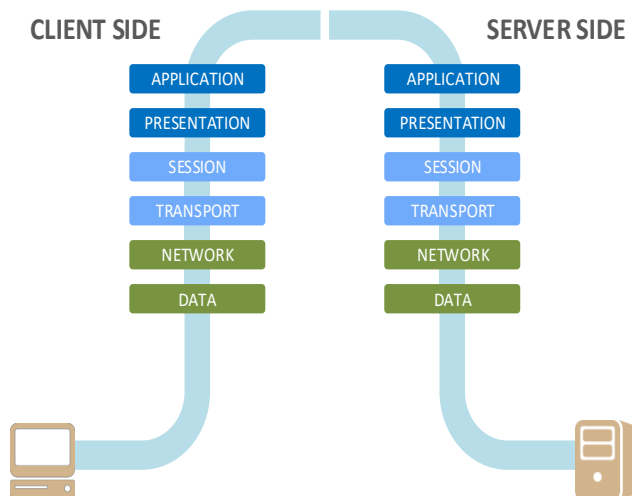 CLIENT SIDE
SERVER SIDE
APPLICATION
PRESENTATION
SESSION
TRANSPORT
NETWORK
DATA
APPLICATION
PRESENTATION
SESSION
TRANSPORT
NETWORK
DATA